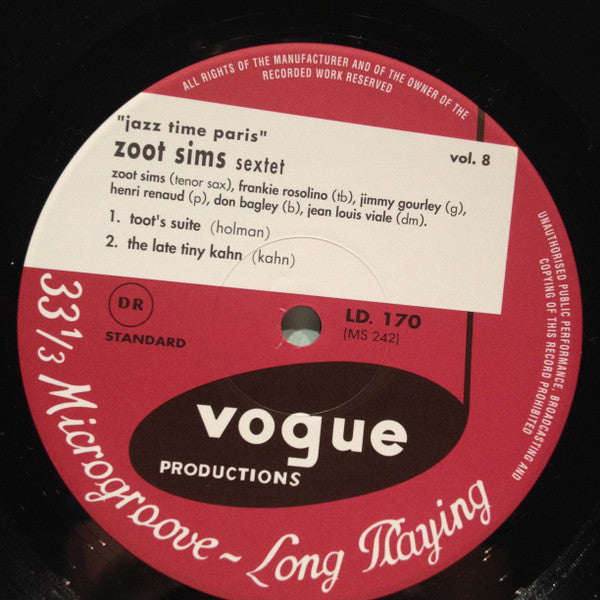 ALL RIGHTS OF THE MANUFACTURER AND OF THE OWNER OF THE
RECORDED WORK RESERVED
"jazz time paris"
zoot sims sextet
vol. 8
zoot sims (tenor sax), frankie rosolino (tb), jimmy gourley (g),
henri renaud (p), don bagley (b), jean louis viale (dm).
1. toot's suite (holman)
2. the late tiny kahn (kahn)
UNAUTHORISED PUBLIC PERFORMANCE, BROADCASTING AND
COPYING OF THIS RECORD PROHIBITED
DR
STANDARD
LD. 170
(MS 242)
vogue
PRODUCTIONS
33 1/3 Microgroove ~ Long Playing